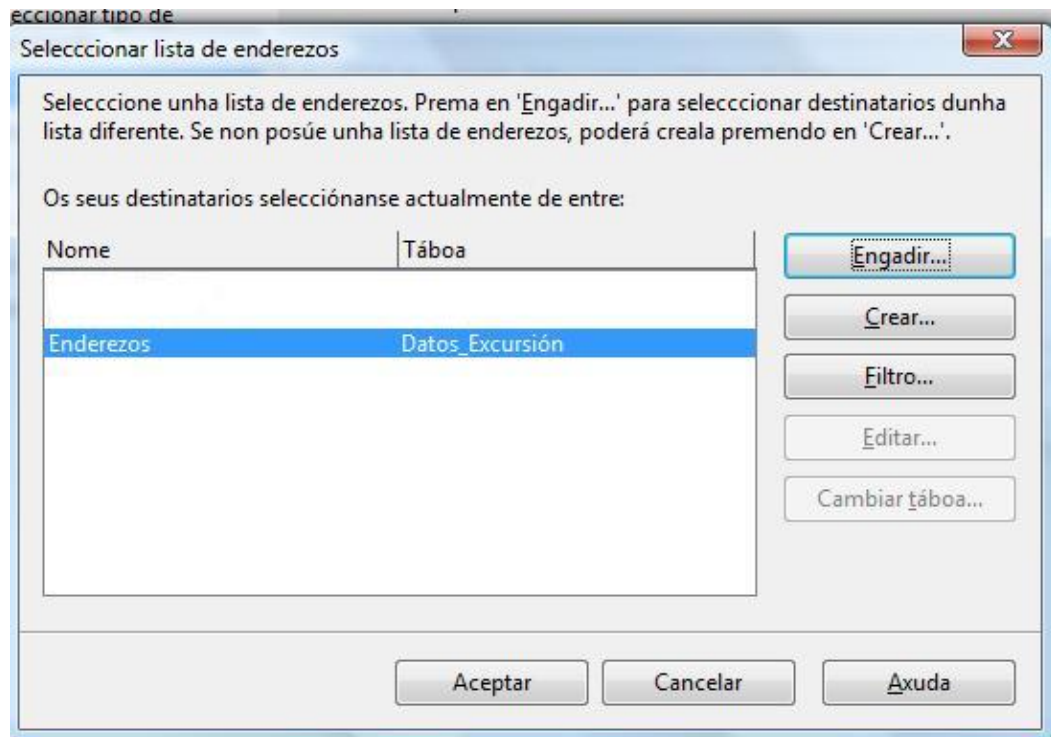 eccionar tipo de
Selecccionar lista de enderezos
Selecccione unha lista de enderezos. Prema en 'Engadir...' para selecccionar destinatarios dunha
lista diferente. Se non posúe unha lista de enderezos, poderá creala premendo en 'Crear...'.
Os seus destinatarios selecciónanse actualmente de entre:
Nome Táboa
Engadir...
Crear...
Enderezos Datos_Excursión
Filtro...
Editar...
Cambiar táboa...
Aceptar Cancelar Axuda